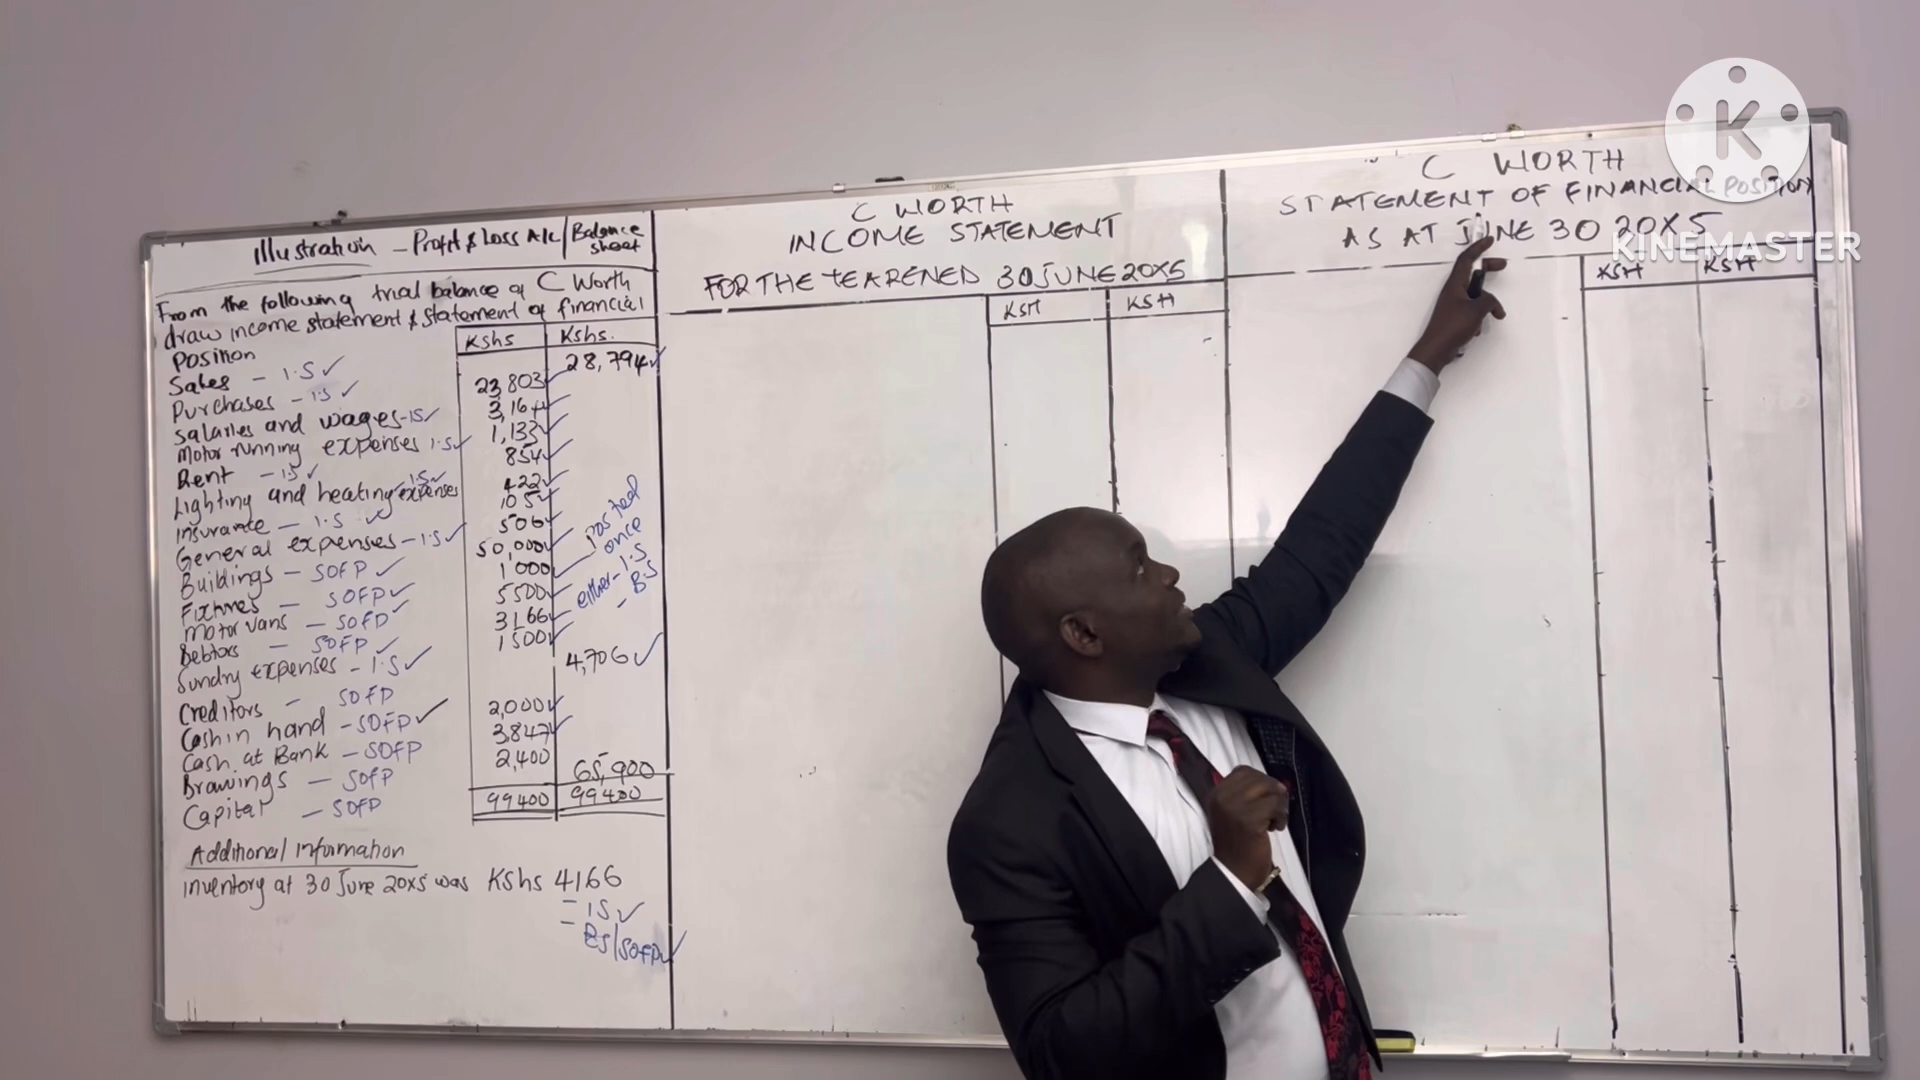 Illustration - Profit & Loss A/c / Balance sheet
From the following trial balance of C Worth
draw income statement & statement of financial
Position
Kshs Kshs.
Sales - I.S ✓ 28,794 ✓
Purchases - I.S ✓ 23,803 ✓
Salaries and wages - IS ✓ 3,164 ✓
Motor running expenses I.S ✓ 1,133 ✓
Rent - I.S ✓ 854 ✓
Lighting and heating expenses I.S ✓ 422 ✓
Insurance - I.S ✓ 105 ✓
General expenses - I.S ✓ 506 ✓
Buildings - SOFP ✓ 50,000 ✓
Fixtures - SOFP ✓ 1000 ✓
Motor vans - SOFP ✓ 5500 ✓
Debtors - SOFP ✓ 3166 ✓
Sundry expenses - I.S ✓ 1500 ✓
Creditors - SOFP 4,706 ✓
Cash in hand - SOFP ✓ 2,000 ✓
Cash at Bank - SOFP 3847 ✓
Drawings - SOFP 2,400
Capital - SOFP 65,900
99400 99400
posted
once
either - I.S
- B.S
Additional Information
inventory at 30 June 20x5 was Kshs 4166
- IS ✓
- BS/SOFP ✓
C WORTH
INCOME STATEMENT
FOR THE YEAR ENED 30 JUNE 20X5
KSH KSH
C WORTH
STATEMENT OF FINANCIAL POSITION
AS AT JUNE 30 20X5
KSH KSH
K
KINEMASTER